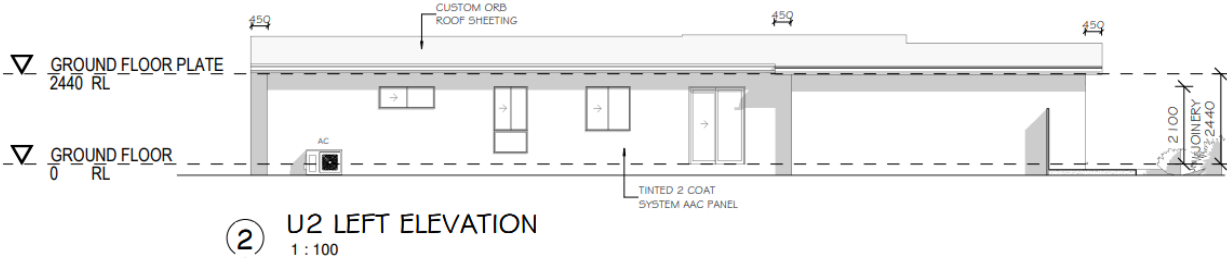 CUSTOM ORB
ROOF SHEETING
450
450
450
GROUND FLOOR PLATE
2440 RL
2100
JOINERY
2440
AC
GROUND FLOOR
0 RL
TINTED 2 COAT
SYSTEM AAC PANEL
2
U2 LEFT ELEVATION
1 : 100